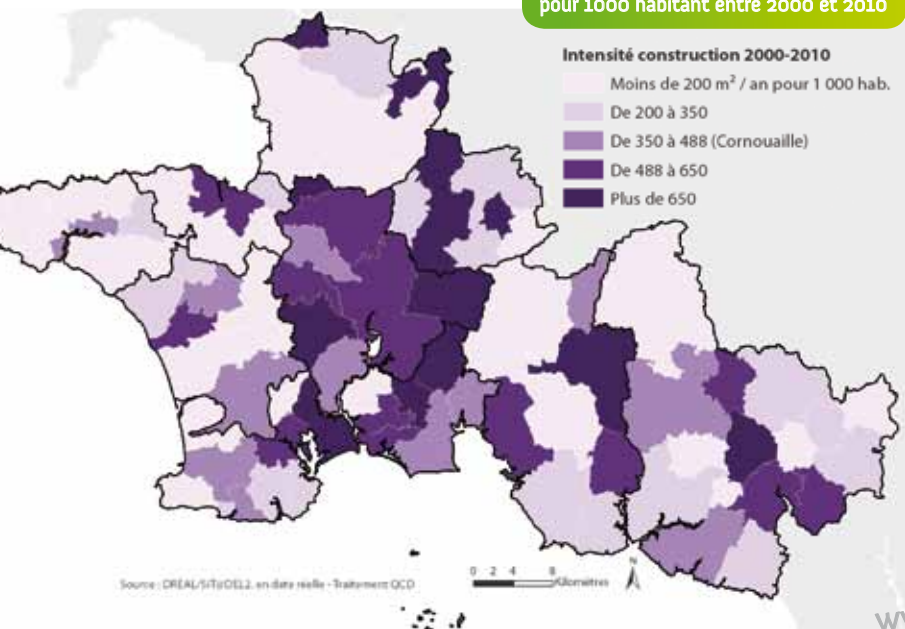 pour 1000 habitant entre 2000 et 2010
Intensité construction 2000-2010
Moins de 200 m² / an pour 1 000 hab.
De 200 à 350
De 350 à 488 (Cornouaille)
De 488 à 650
Plus de 650
Source : DREAL/SITADEL2, en date réelle - Traitement QCD
0 2 4 8
Kilomètres
N